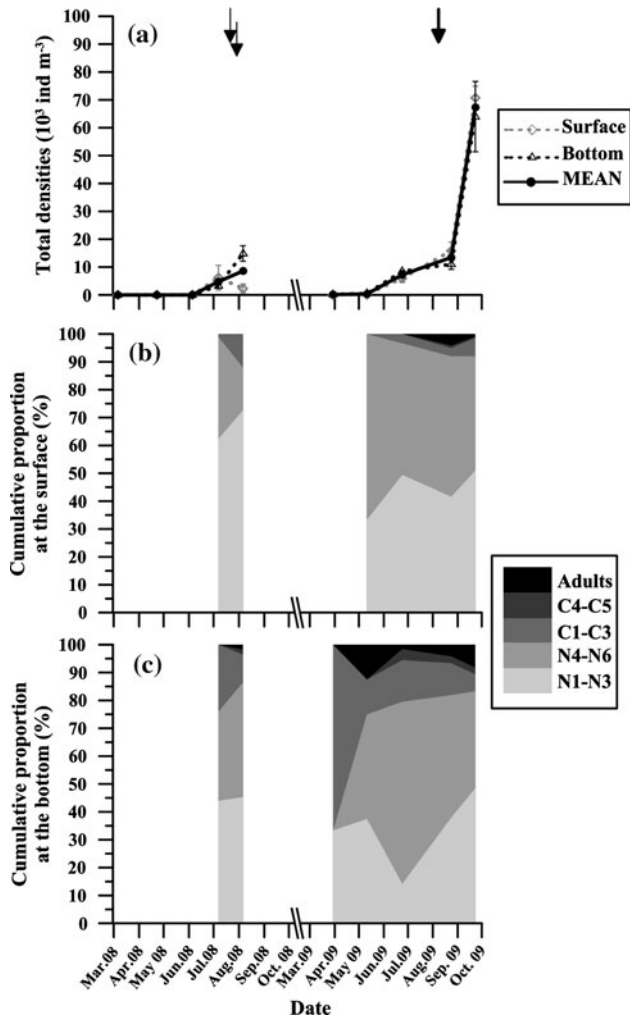 (a)
Total densities (10³ ind m⁻³)
100
90
80
70
60
50
40
30
20
10
0
Surface
Bottom
MEAN
(b)
Cumulative proportion
at the surface (%)
100
90
80
70
60
50
40
30
20
10
0
Adults
C4-C5
C1-C3
N4-N6
N1-N3
(c)
Cumulative proportion
at the bottom (%)
100
90
80
70
60
50
40
30
20
10
0
Mar.08
Apr.08
May.08
Jun.08
Jul.08
Aug.08
Sep.08
Oct. 08
Mar.09
Apr.09
May.09
Jun.09
Jul.09
Aug.09
Sep.09
Oct.09
Date